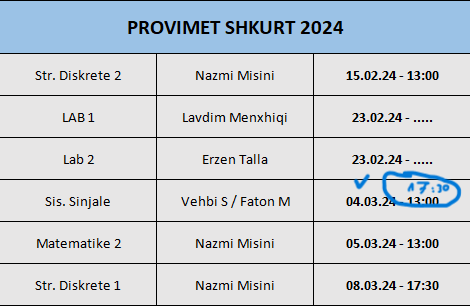 PROVIMET SHKURT 2024
Str. Diskrete 2 Nazmi Misini 15.02.24 - 13:00
LAB 1 Lavdim Menxhiqi 23.02.24 - .....
Lab 2 Erzen Talla 23.02.24 - .....
17:30
Sis. Sinjale Vehbi S / Faton M 04.03.24 - 13:00
Matematike 2 Nazmi Misini 05.03.24 - 13:00
Str. Diskrete 1 Nazmi Misini 08.03.24 - 17:30